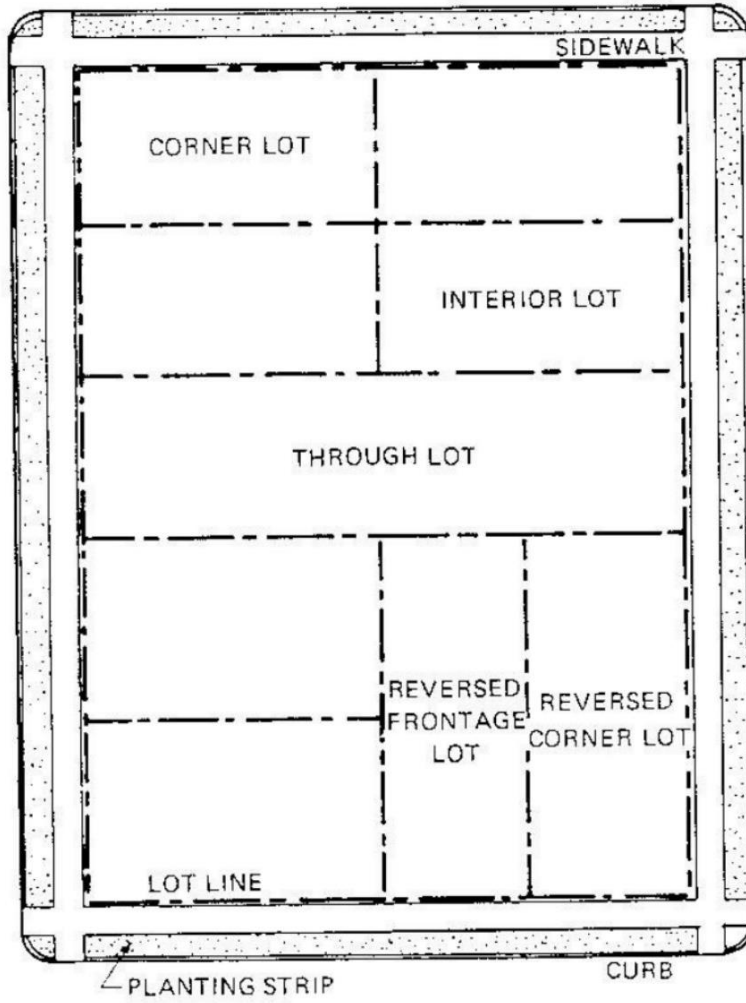 SIDEWALK
CORNER LOT
INTERIOR LOT
THROUGH LOT
REVERSED
FRONTAGE
LOT
REVERSED
CORNER LOT
LOT LINE
PLANTING STRIP
CURB